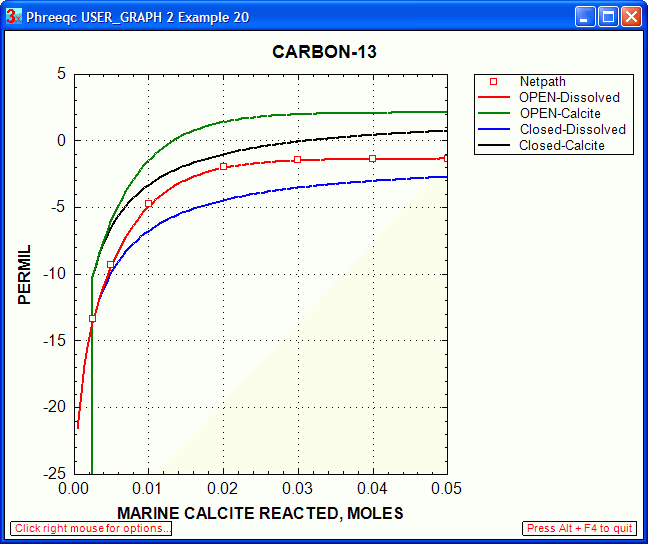 3x Phreeqc USER_GRAPH 2 Example 20
CARBON-13
5
0
-5
-10
-15
-20
-25
PERMIL
0.00 0.01 0.02 0.03 0.04 0.05
MARINE CALCITE REACTED, MOLES
Netpath
OPEN-Dissolved
OPEN-Calcite
Closed-Dissolved
Closed-Calcite
Click right mouse for options...
Press Alt + F4 to quit